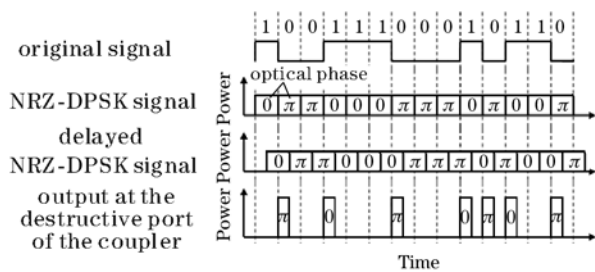 1 0 0 1 1 1 0 0 0 1 0 1 1 0
original signal
optical phase
NRZ-DPSK signal
Power
0 π π 0 0 0 π π π 0 π 0 0 π
delayed
NRZ-DPSK signal
Power
0 π π 0 0 0 π π π 0 π 0 0 π
output at the
destructive port
of the coupler
Power
π 0 π 0 π 0 π
Time